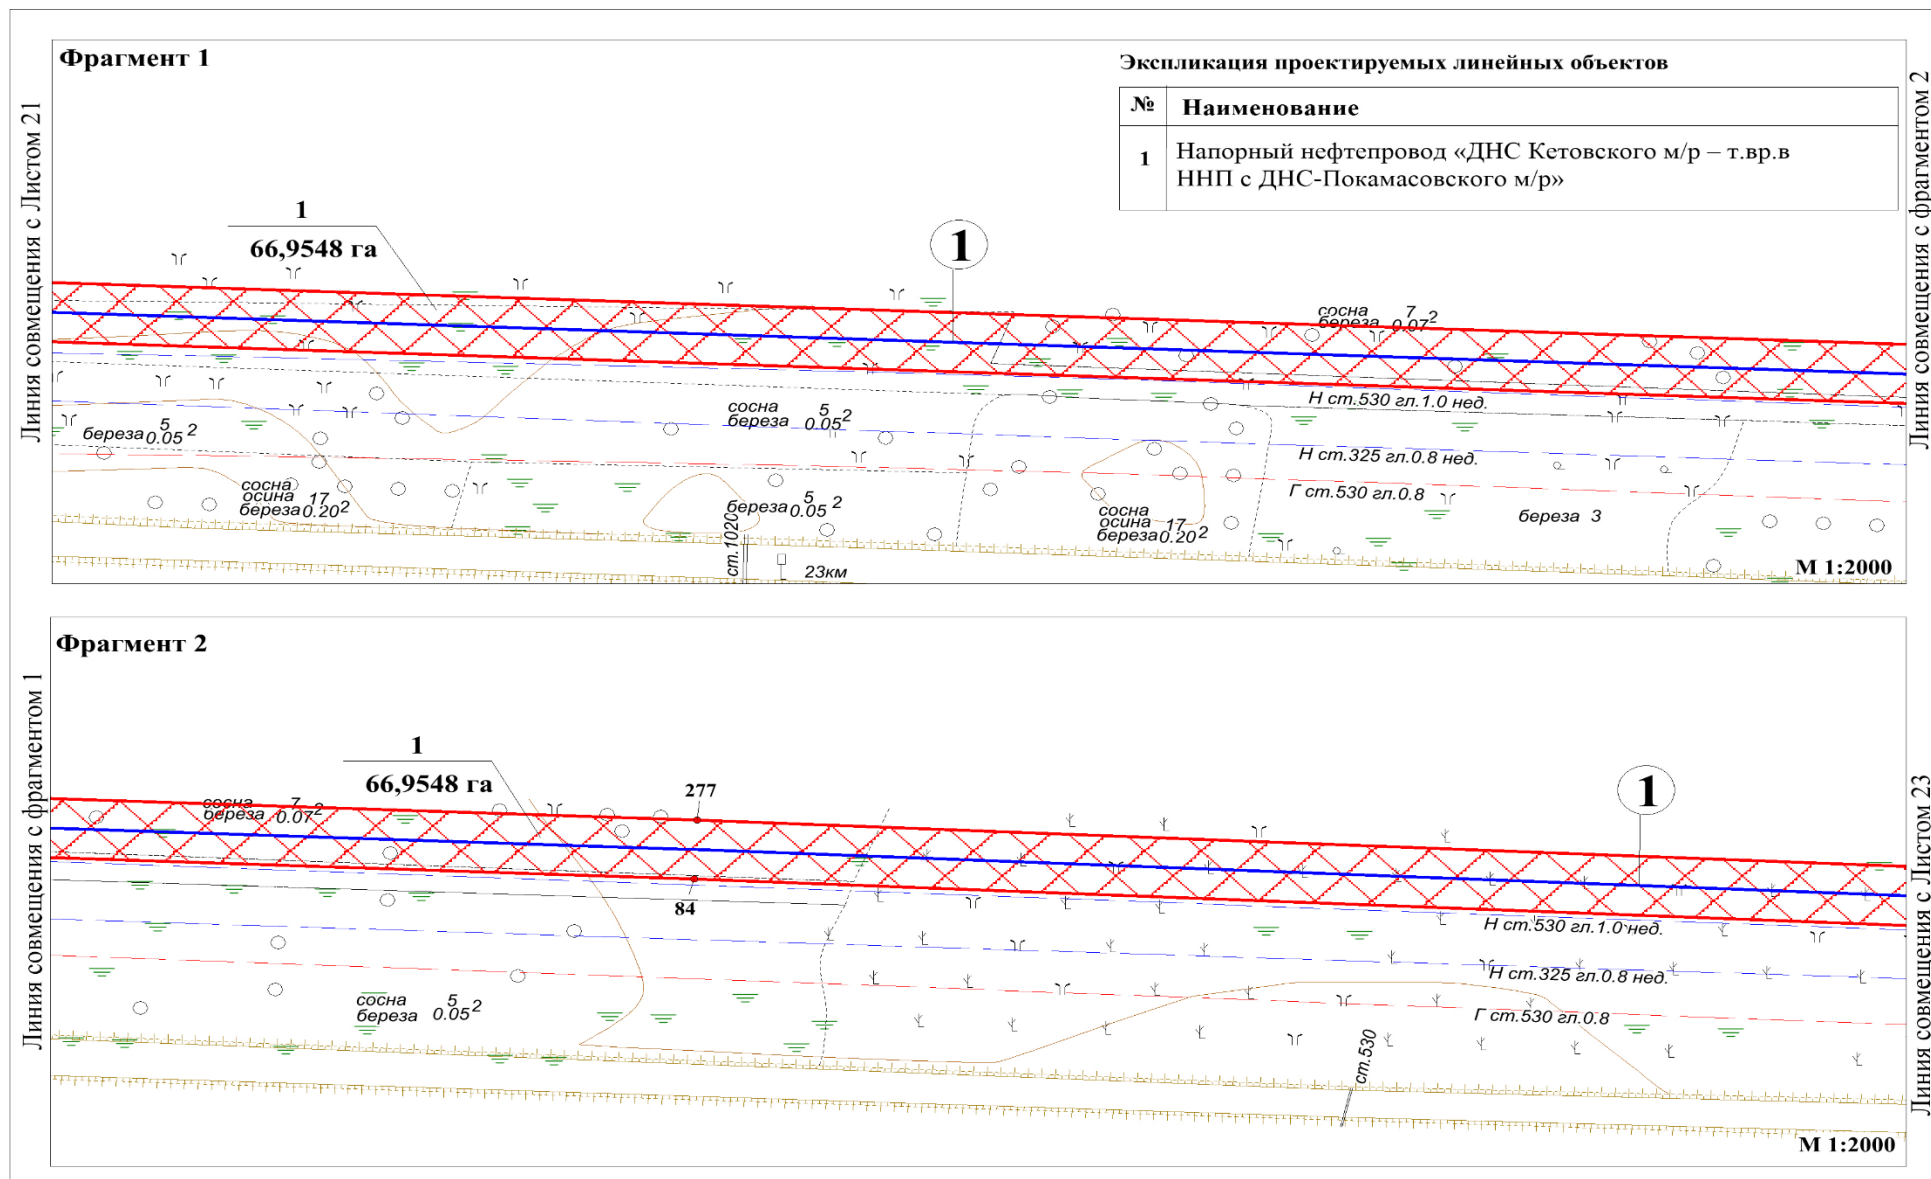 Фрагмент 1
Экспликация проектируемых линейных объектов
№ Наименование
1 Напорный нефтепровод «ДНС Кетовского м/р – т.вр.в
ННП с ДНС-Покамасовского м/р»
Линия совмещения с Листом 21
Линия совмещения с фрагментом 2
1
66,9548 га
1
сосна 7 2
береза 0.07
Н ст.530 гл.1.0 нед.
сосна 5 2
береза 0.05
5 2
береза 0.05
Н ст.325 гл.0.8 нед.
Г ст.530 гл.0.8
сосна
осина 17 2
береза 0.20
5 2
береза 0.05
сосна
осина 17 2
береза 0.20
береза 3
ст.1020
23км
М 1:2000
Фрагмент 2
Линия совмещения с фрагментом 1
Линия совмещения с Листом 23
1
66,9548 га
277
1
сосна 7 2
береза 0.07
84
Н ст.530 гл.1.0 нед.
Н ст.325 гл.0.8 нед.
сосна 5 2
береза 0.05
Г ст.530 гл.0.8
ст.530
М 1:2000